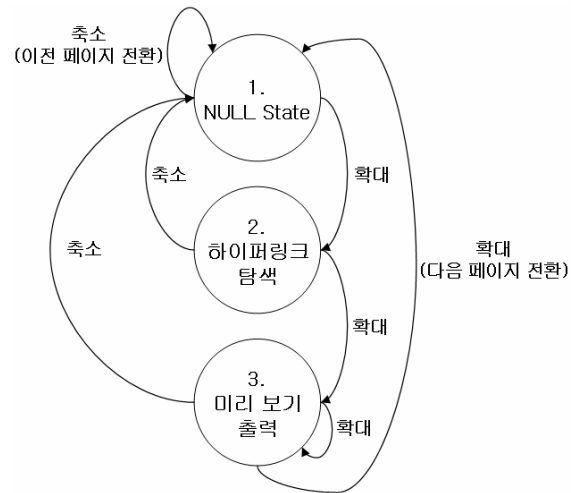 축소
(이전 페이지 전환)
1.
NULL State
축소
확대
2.
하이퍼링크
탐색
축소
확대
(다음 페이지 전환)
확대
3.
미리 보기
출력
확대